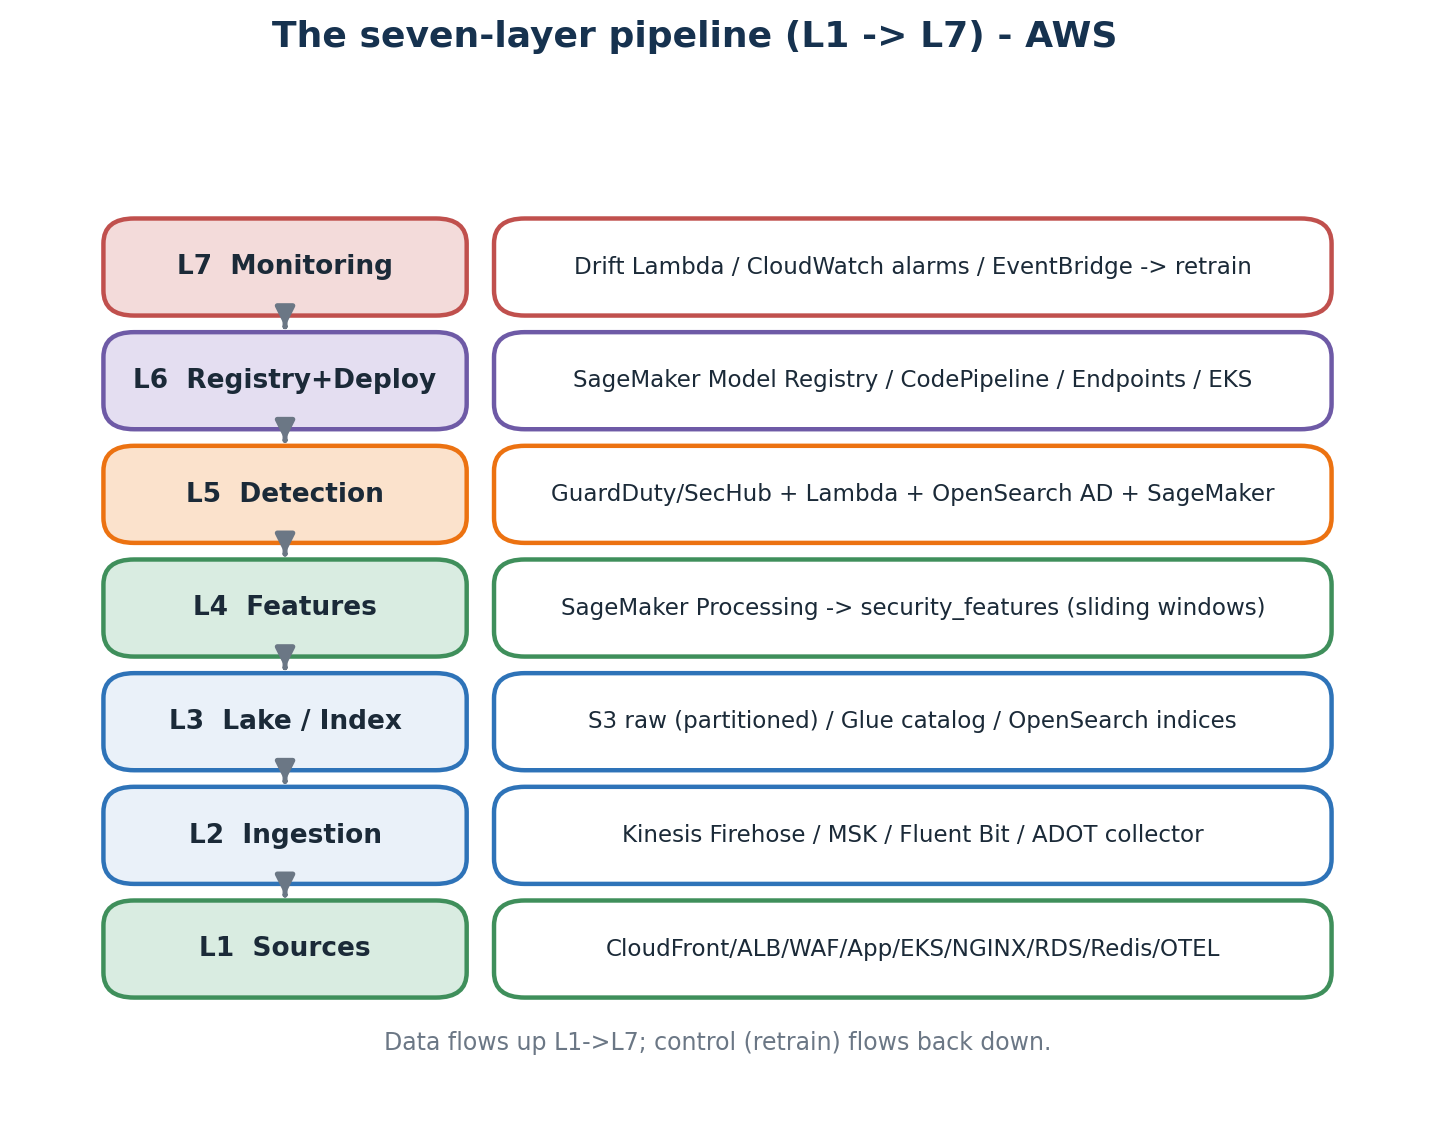 The seven-layer pipeline (L1 -> L7) - AWS
L7 Monitoring
Drift Lambda / CloudWatch alarms / EventBridge -> retrain
L6 Registry+Deploy
SageMaker Model Registry / CodePipeline / Endpoints / EKS
L5 Detection
GuardDuty/SecHub + Lambda + OpenSearch AD + SageMaker
L4 Features
SageMaker Processing -> security_features (sliding windows)
L3 Lake / Index
S3 raw (partitioned) / Glue catalog / OpenSearch indices
L2 Ingestion
Kinesis Firehose / MSK / Fluent Bit / ADOT collector
L1 Sources
CloudFront/ALB/WAF/App/EKS/NGINX/RDS/Redis/OTEL
Data flows up L1->L7; control (retrain) flows back down.